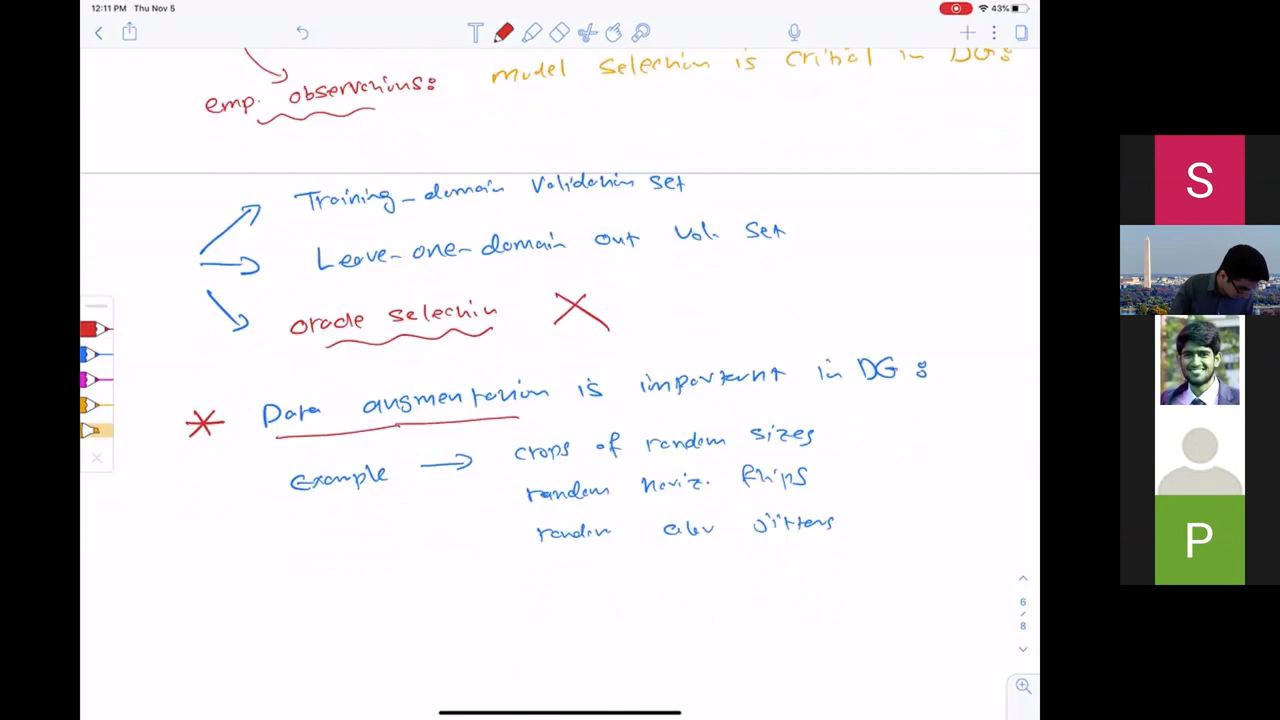 12:11 PM Thu Nov 5
43%
model selection is critical in DG:
emp. observations:
Training-domain Validation set
Leave-one-domain out val. set
oracle selection
Data augmentation is important in DG:
Example → crops of random sizes
random horiz. flips
random color jitters
6
/
8
S
P